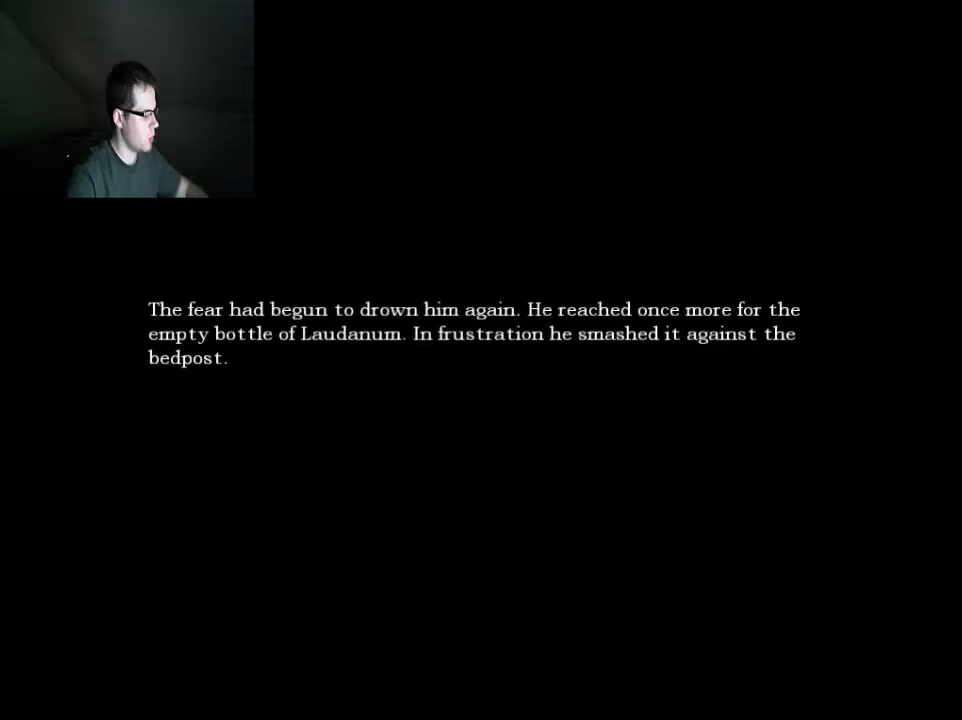 The fear had begun to drown him again. He reached once more for the
empty bottle of Laudanum. In frustration he smashed it against the
bedpost.